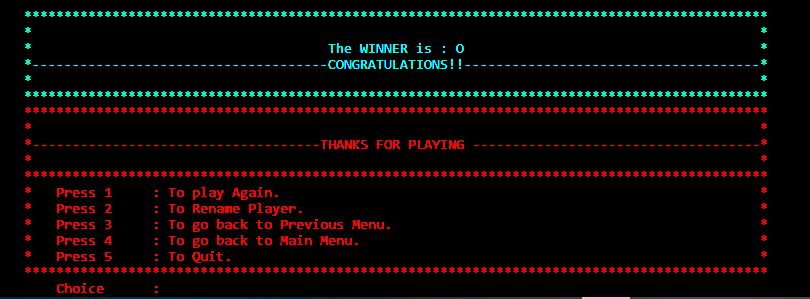 *********************************************************************************************
* *
* The WINNER is : O *
*-------------------------------------CONGRATULATIONS!!-------------------------------------*
* *
*********************************************************************************************
*********************************************************************************************
* *
*------------------------------------THANKS FOR PLAYING ------------------------------------*
* *
*********************************************************************************************
* Press 1 : To play Again. *
* Press 2 : To Rename Player. *
* Press 3 : To go back to Previous Menu. *
* Press 4 : To go back to Main Menu. *
* Press 5 : To Quit. *
*********************************************************************************************
Choice :